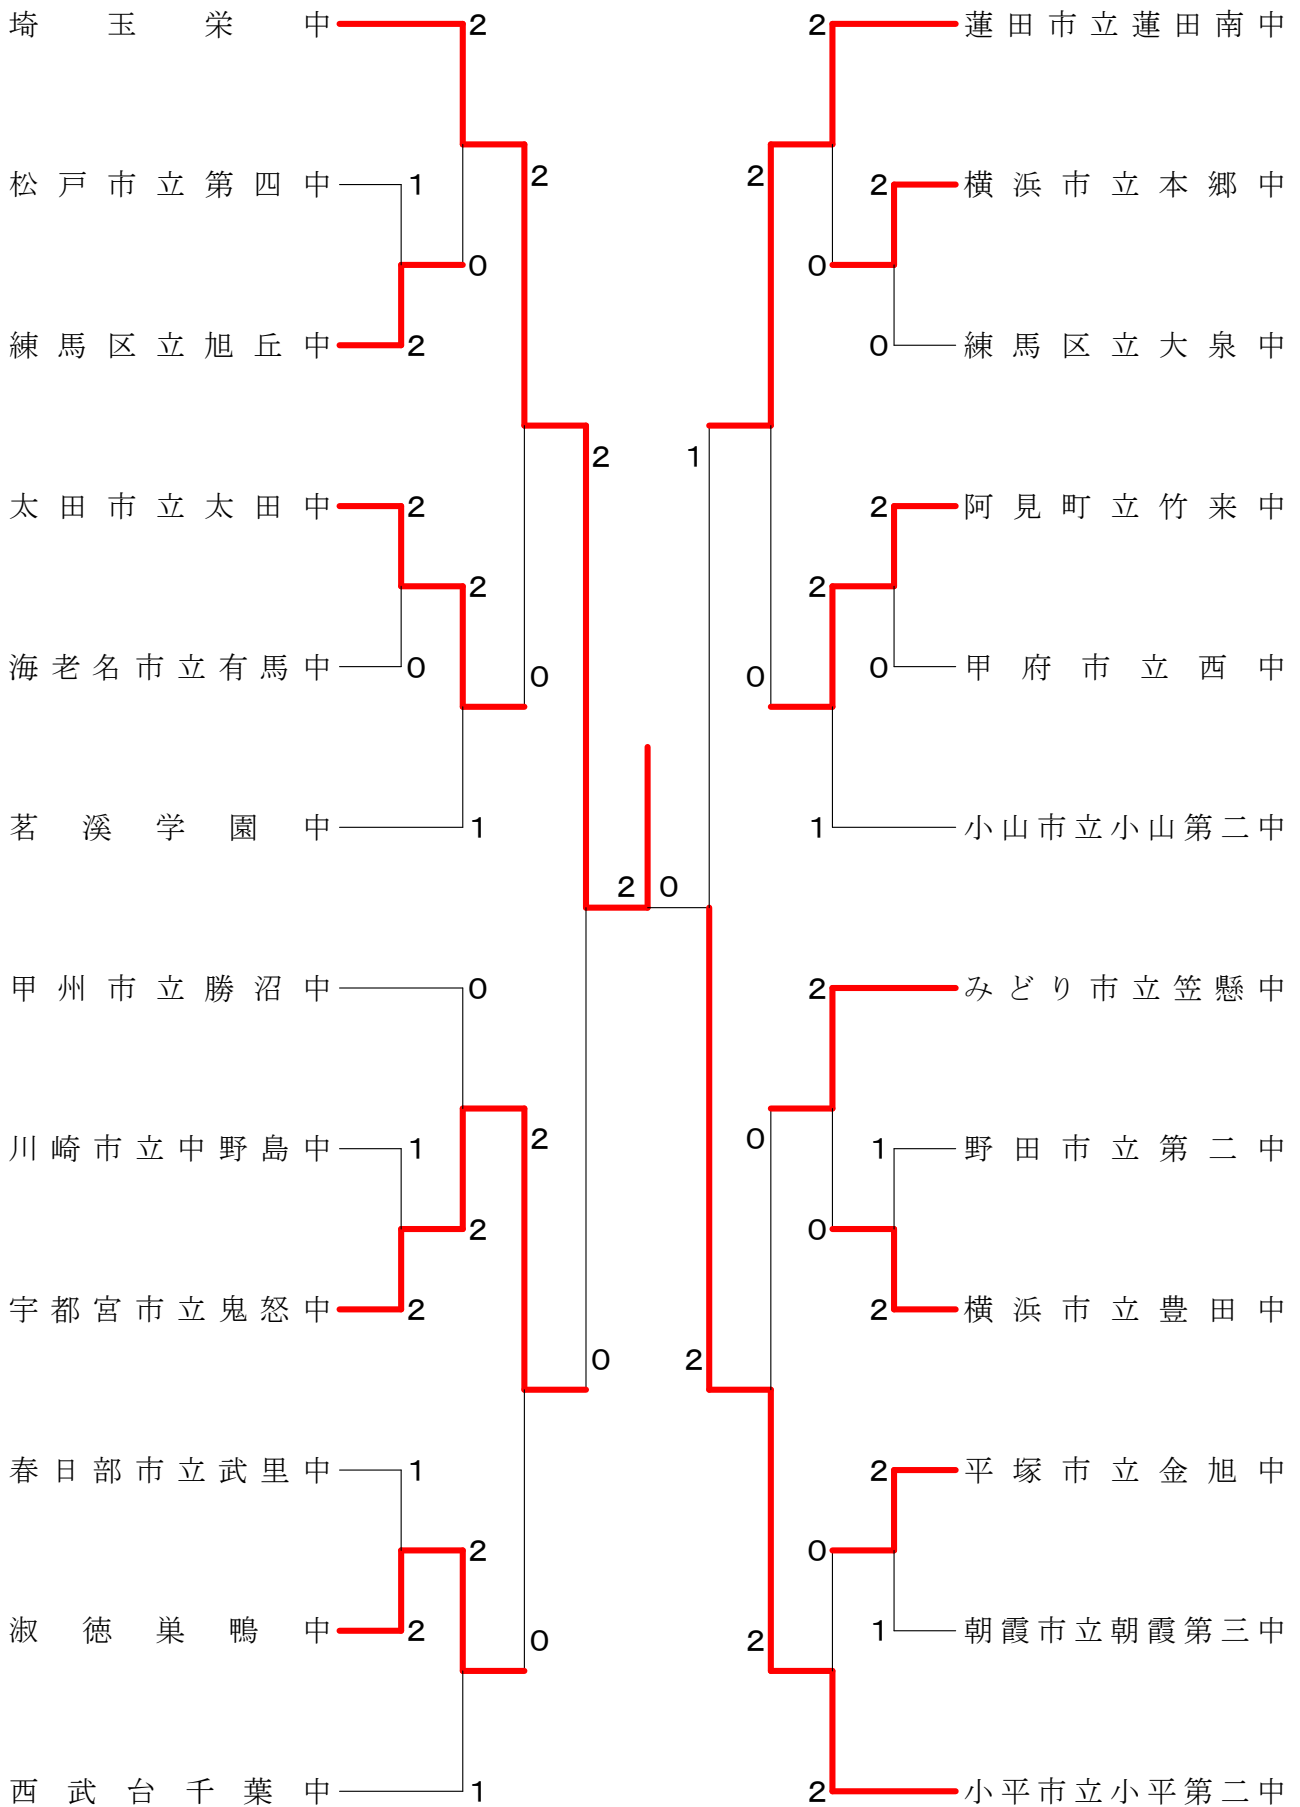 埼玉栄中 2 2 蓮田市立蓮田南中
松戸市立第四中 1 2 2 2 横浜市立本郷中
0 0
練馬区立旭丘中 2 0 練馬区立大泉中
2 1
太田市立太田中 2 2 阿見町立竹来中
2 2
海老名市立有馬中 0 0 0 0 甲府市立西中
茗溪学園中 1 1 小山市立小山第二中
2 0
甲州市立勝沼中 0 2 みどり市立笠懸中
川崎市立中野島中 1 2 0 1 野田市立第二中
2 0
宇都宮市立鬼怒中 2 2 横浜市立豊田中
0 2
春日部市立武里中 1 2 平塚市立金旭中
2 0
淑徳巣鴨中 2 0 2 1 朝霞市立朝霞第三中
西武台千葉中 1 2 小平市立小平第二中